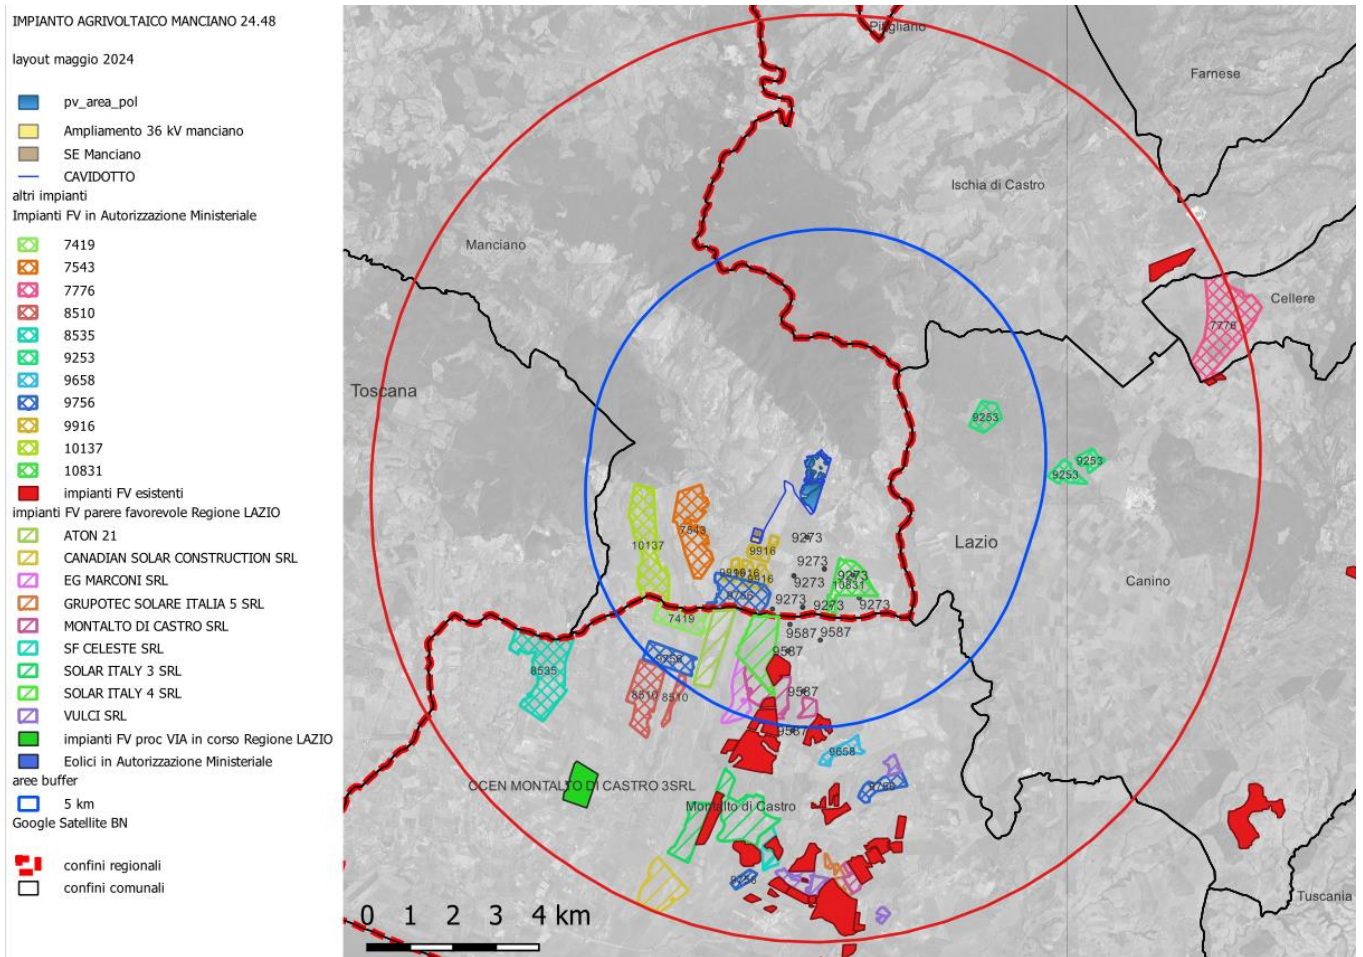 IMPIANTO AGRIVOLTAICO MANCIANO 24.48
layout maggio 2024
pv_area_pol
Ampliamento 36 kV manciano
SE Manciano
CAVIDOTTO
altri impianti
Impianti FV in Autorizzazione Ministeriale
7419
7543
7776
8510
8535
9253
9658
9756
9916
10137
10831
impianti FV esistenti
impianti FV parere favorevole Regione LAZIO
ATON 21
CANADIAN SOLAR CONSTRUCTION SRL
EG MARCONI SRL
GRUPOTEC SOLARE ITALIA 5 SRL
MONTALTO DI CASTRO SRL
SF CELESTE SRL
SOLAR ITALY 3 SRL
SOLAR ITALY 4 SRL
VULCI SRL
impianti FV proc VIA in corso Regione LAZIO
Eolici in Autorizzazione Ministeriale
aree buffer
5 km
Google Satellite BN
confini regionali
confini comunali
Pitigliano
Farnese
Ischia di Castro
Manciano
Cellere
7776
Toscana
9253
9253
9253
7543
10137
9273
9916
Lazio
9273
9916
9916
9273
9273
10831
Canino
9756
9273
9273
9273
7419
9587
9587
9587
9756
8535
8510
8510
9587
9587
9658
CCEN MONTALTO DI CASTRO 3SRL
Montalto di Castro
9756
Tuscania
0 1 2 3 4 km